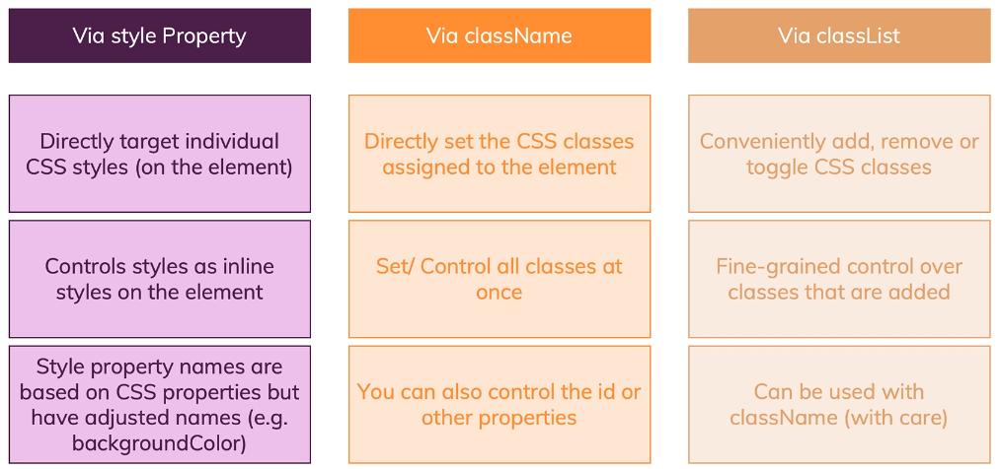 Via style Property
Via className
Via classList
Directly target individual
CSS styles (on the element)
Directly set the CSS classes
assigned to the element
Conveniently add, remove or
toggle CSS classes
Controls styles as inline
styles on the element
Set/ Control all classes at
once
Fine-grained control over
classes that are added
Style property names are
based on CSS properties but
have adjusted names (e.g.
backgroundColor)
You can also control the id or
other properties
Can be used with
className (with care)